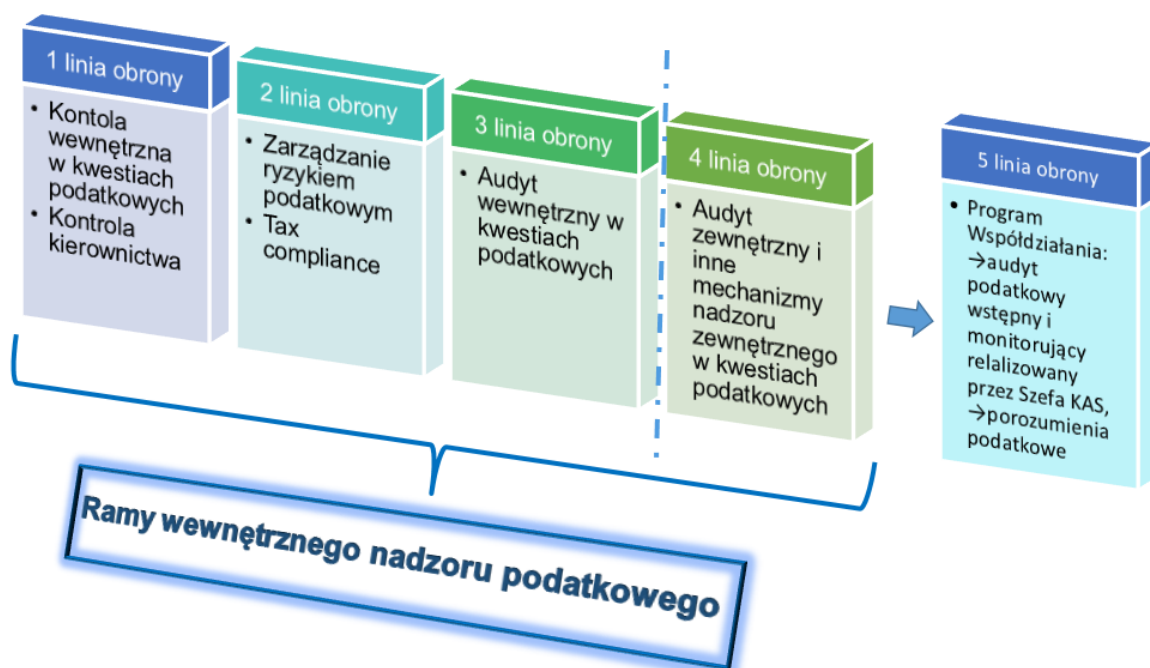 1 linia obrony
• Kontola
wewnętrzna
w kwestiach
podatkowych
• Kontrola
kierownictwa
2 linia obrony
• Zarządzanie
ryzykiem
podatkowym
• Tax
compliance
3 linia obrony
• Audyt
wewnętrzny w
kwestiach
podatkowych
4 linia obrony
• Audyt
zewnętrzny i
inne
mechanizmy
nadzoru
zewnętrznego
w kwestiach
podatkowych
5 linia obrony
• Program
Współdziałania:
→audyt
podatkowy
wstępny i
monitorujący
relalizowany
przez Szefa KAS,
→porozumienia
podatkowe
Ramy wewnętrznego nadzoru podatkowego